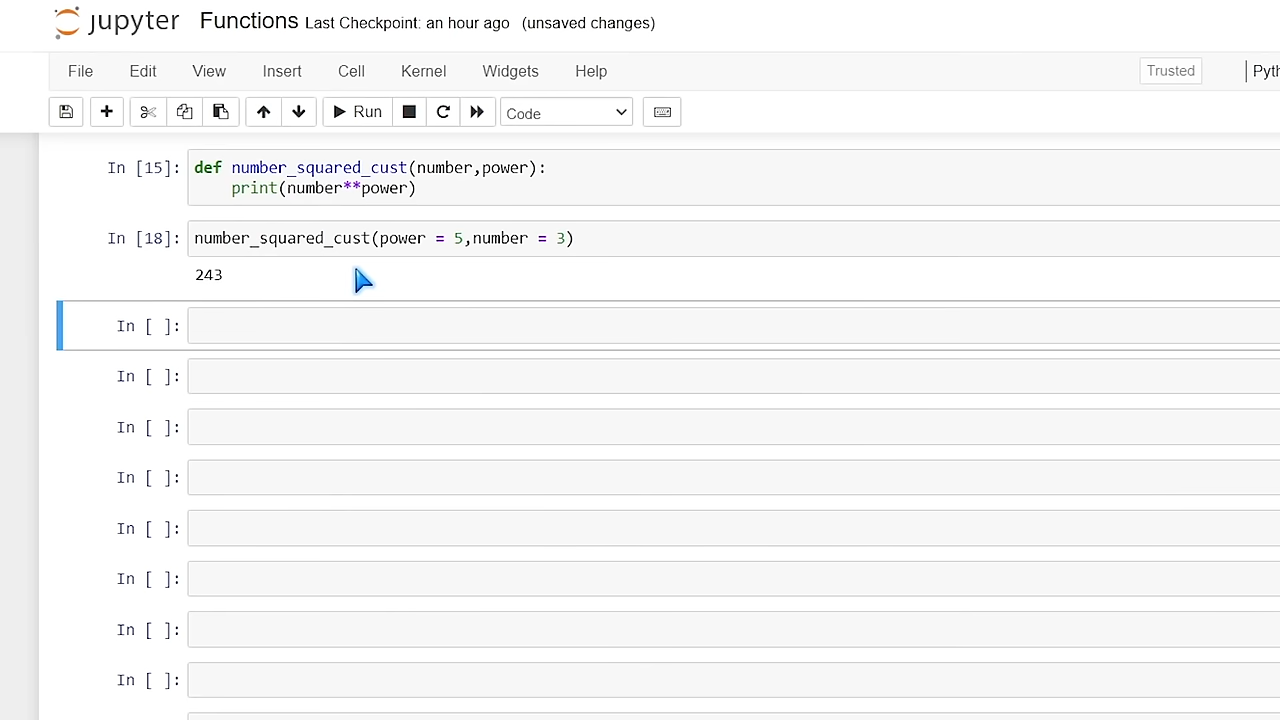 jupyter Functions Last Checkpoint: an hour ago (unsaved changes)
File Edit View Insert Cell Kernel Widgets Help Trusted
Run Code
In [15]: def number_squared_cust(number,power):
print(number**power)
In [18]: number_squared_cust(power = 5,number = 3)
243
In [ ]:
In [ ]:
In [ ]:
In [ ]:
In [ ]:
In [ ]:
In [ ]:
In [ ]: